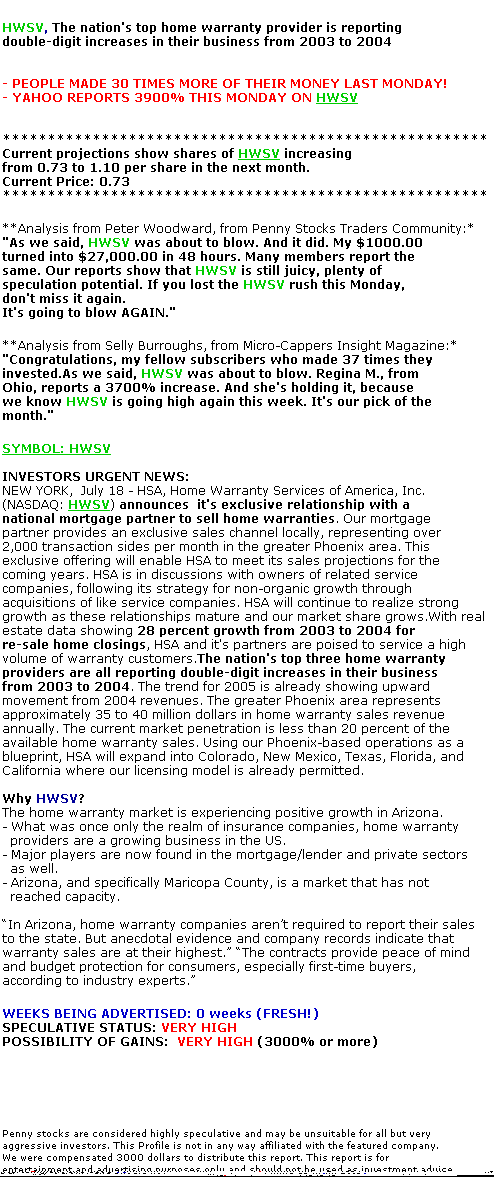 HWSV, The nation's top home warranty provider is reporting
double-digit increases in their business from 2003 to 2004
- PEOPLE MADE 30 TIMES MORE OF THEIR MONEY LAST MONDAY!
- YAHOO REPORTS 3900% THIS MONDAY ON HWSV
******************************************************
Current projections show shares of HWSV increasing
from 0.73 to 1.10 per share in the next month.
Current Price: 0.73
******************************************************
**Analysis from Peter Woodward, from Penny Stocks Traders Community:*
"As we said, HWSV was about to blow. And it did. My $1000.00
turned into $27,000.00 in 48 hours. Many members report the
same. Our reports show that HWSV is still juicy, plenty of
speculation potential. If you lost the HWSV rush this Monday,
don't miss it again.
It's going to blow AGAIN."
**Analysis from Selly Burroughs, from Micro-Cappers Insight Magazine:*
"Congratulations, my fellow subscribers who made 37 times they
invested.As we said, HWSV was about to blow. Regina M., from
Ohio, reports a 3700% increase. And she's holding it, because
we know HWSV is going high again this week. It's our pick of the
month."
SYMBOL: HWSV
INVESTORS URGENT NEWS:
NEW YORK,  July 18 - HSA, Home Warranty Services of America, Inc.
(NASDAQ: HWSV) announces  it's exclusive relationship with a
national mortgage partner to sell home warranties. Our mortgage
partner provides an exclusive sales channel locally, representing over
2,000 transaction sides per month in the greater Phoenix area. This
exclusive offering will enable HSA to meet its sales projections for the
coming years. HSA is in discussions with owners of related service
companies, following its strategy for non-organic growth through
acquisitions of like service companies. HSA will continue to realize strong
growth as these relationships mature and our market share grows.With real
estate data showing 28 percent growth from 2003 to 2004 for
re-sale home closings, HSA and it's partners are poised to service a high
volume of warranty customers.The nation's top three home warranty
providers are all reporting double-digit increases in their business
from 2003 to 2004. The trend for 2005 is already showing upward
movement from 2004 revenues. The greater Phoenix area represents
approximately 35 to 40 million dollars in home warranty sales revenue
annually. The current market penetration is less than 20 percent of the
available home warranty sales. Using our Phoenix-based operations as a
blueprint, HSA will expand into Colorado, New Mexico, Texas, Florida, and
California where our licensing model is already permitted.
Why HWSV?
The home warranty market is experiencing positive growth in Arizona.
- What was once only the realm of insurance companies, home warranty
providers are a growing business in the US.
- Major players are now found in the mortgage/lender and private sectors
as well.
- Arizona, and specifically Maricopa County, is a market that has not
reached capacity.
“In Arizona, home warranty companies aren’t required to report their sales
to the state. But anecdotal evidence and company records indicate that
warranty sales are at their highest.” “The contracts provide peace of mind
and budget protection for consumers, especially first-time buyers,
according to industry experts.”
WEEKS BEING ADVERTISED: 0 weeks (FRESH!)
SPECULATIVE STATUS: VERY HIGH
POSSIBILITY OF GAINS:  VERY HIGH (3000% or more)
Penny stocks are considered highly speculative and may be unsuitable for all but very
aggressive investors. This Profile is not in any way affiliated with the featured company.
We were compensated 3000 dollars to distribute this report. This report is for
entertainment and advertising purposes only and should not be used as investment advice.